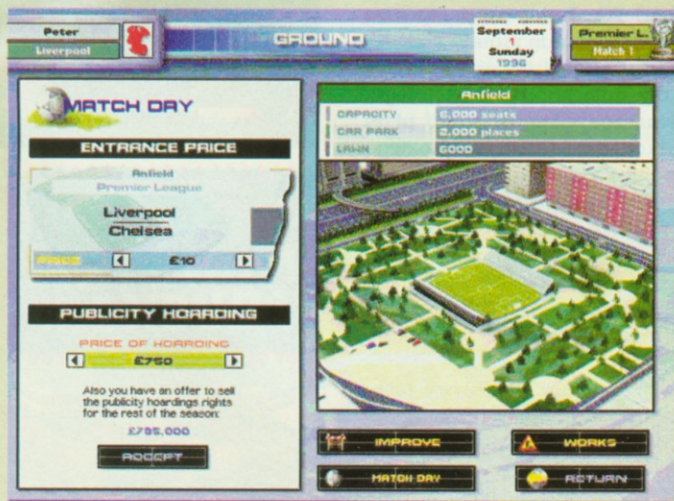 Peter
Liverpool
GROUND
September
1
Sunday
1996
Premier L.
Match 1
MATCH DAY
ENTRANCE PRICE
Anfield
Premier League
Liverpool
Chelsea
PRICE £10
PUBLICITY HOARDING
PRICE OF HOARDING
£750
Also you have an offer to sell
the publicity hoardings rights
for the rest of the season:
£785,000
ACCEPT
Anfield
CAPACITY 6,000 seats
CAR PARK 2,000 places
LAWN GOOD
IMPROVE
WORKS
MATCH DAY
RETURN